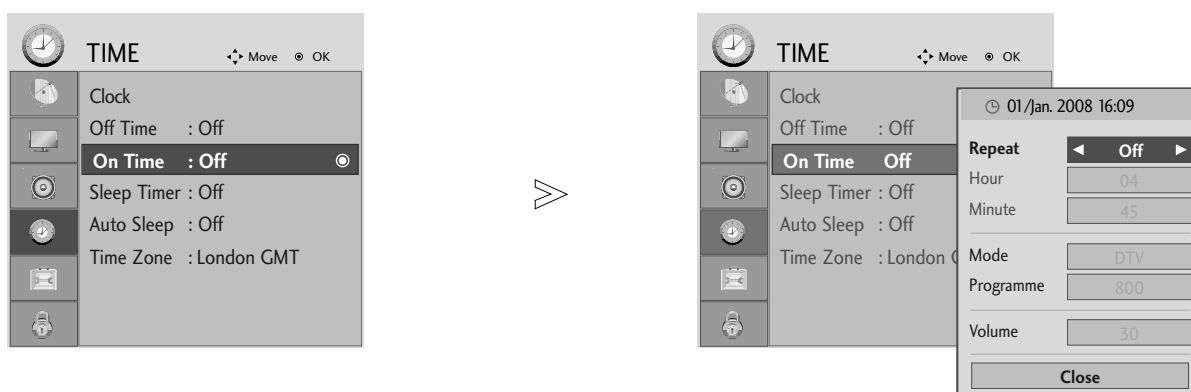 TIME Move OK
Clock
Off Time : Off
On Time : Off
Sleep Timer : Off
Auto Sleep : Off
Time Zone : London GMT
>
TIME Move OK
Clock
Off Time : Off
On Time Off
Sleep Timer : Off
Auto Sleep : Off
Time Zone : London G
01/Jan. 2008 16:09
Repeat ◄ Off ►
Hour 04
Minute 45
Mode DTV
Programme 800
Volume 30
Close